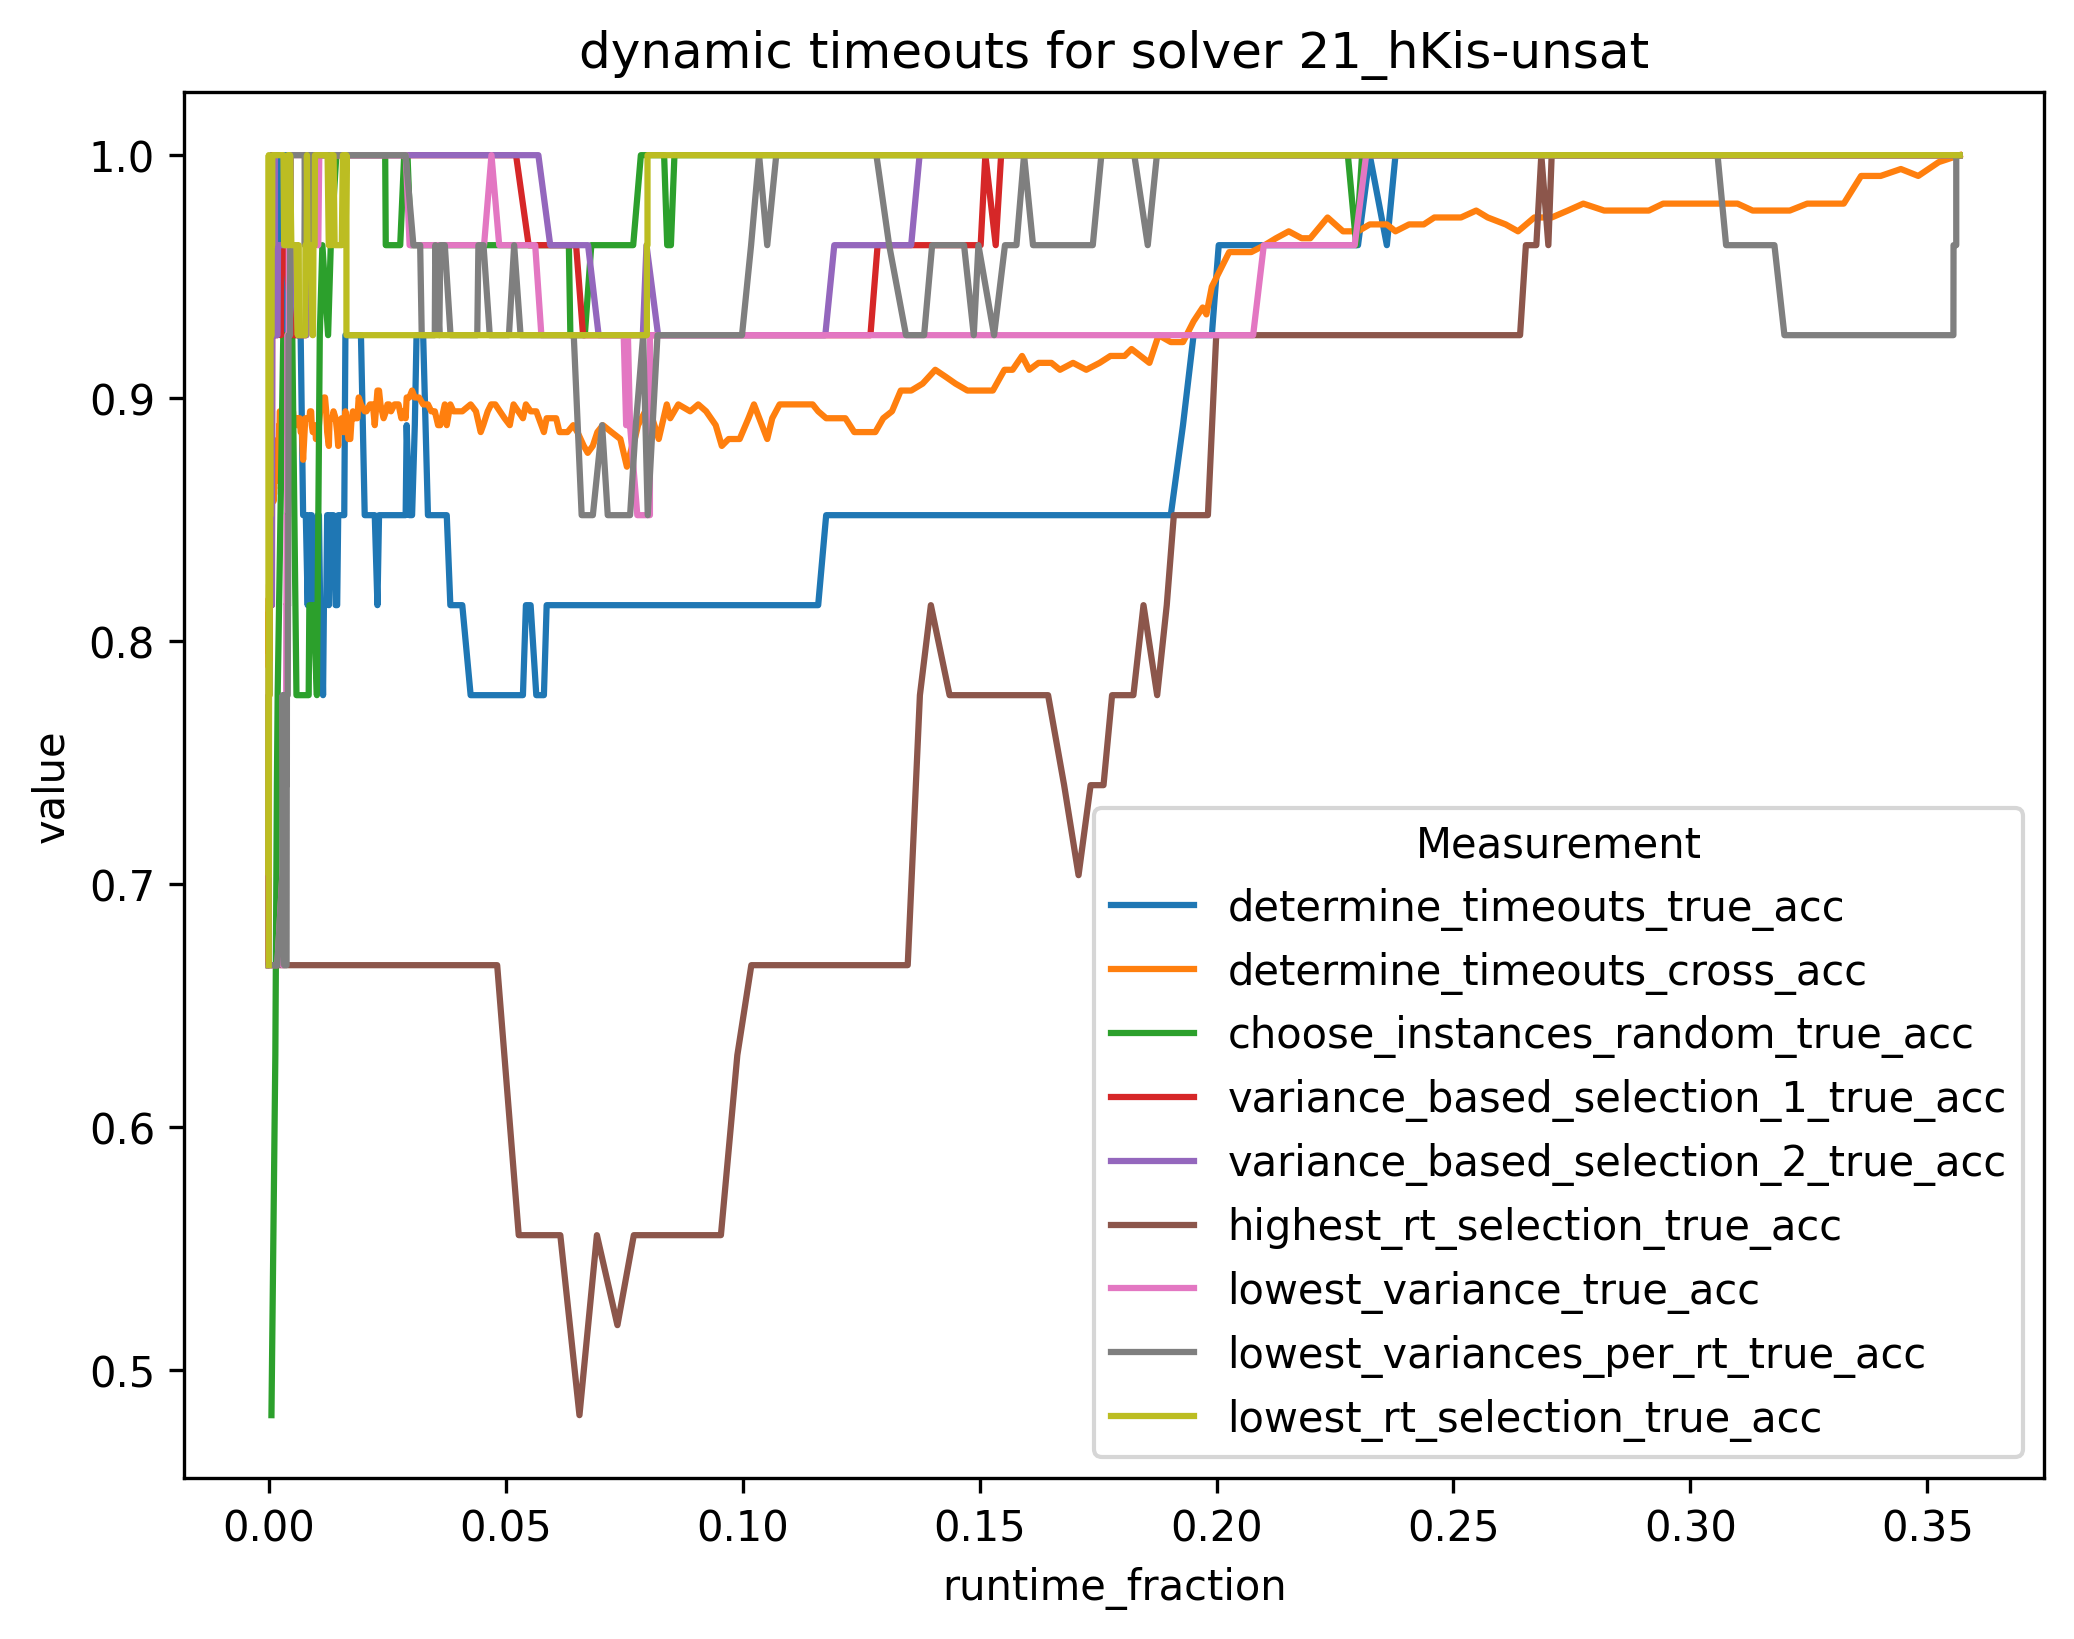 dynamic timeouts for solver 21_hKis-unsat
1.0
0.9
0.8
0.7
0.6
0.5
value
0.00 0.05 0.10 0.15 0.20 0.25 0.30 0.35
runtime_fraction
Measurement
determine_timeouts_true_acc
determine_timeouts_cross_acc
choose_instances_random_true_acc
variance_based_selection_1_true_acc
variance_based_selection_2_true_acc
highest_rt_selection_true_acc
lowest_variance_true_acc
lowest_variances_per_rt_true_acc
lowest_rt_selection_true_acc